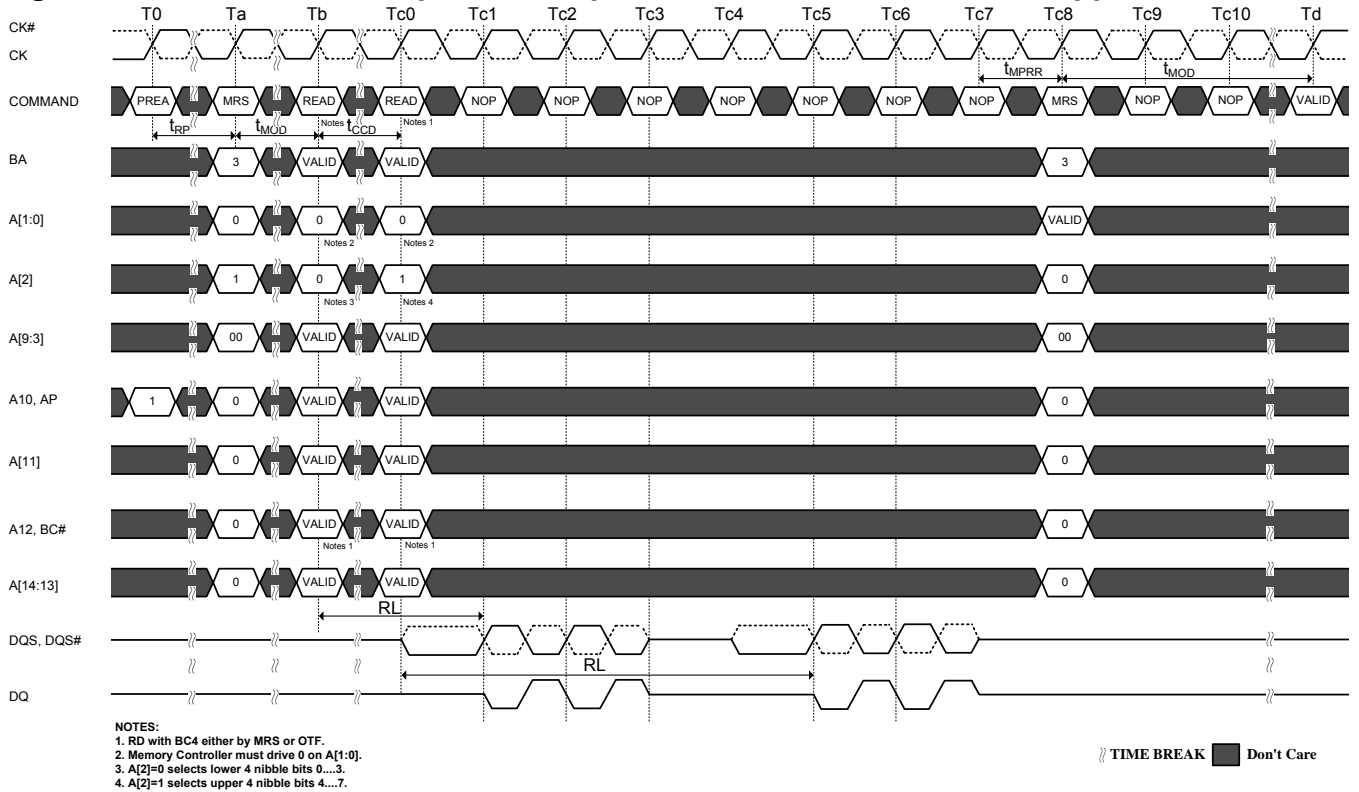 T0 Ta Tb Tc0 Tc1 Tc2 Tc3 Tc4 Tc5 Tc6 Tc7 Tc8 Tc9 Tc10 Td
CK#
CK
tMPRR tMOD
COMMAND PREA MRS READ READ NOP NOP NOP NOP NOP NOP NOP MRS NOP NOP VALID
Notes Notes 1
tRP tMOD tCCD
BA 3 VALID VALID 3
A[1:0] 0 0 0 VALID
Notes 2 Notes 2
A[2] 1 0 1 0
Notes 3 Notes 4
A[9:3] 00 VALID VALID 00
A10, AP 1 0 VALID VALID 0
A[11] 0 VALID VALID 0
A12, BC# 0 VALID VALID 0
Notes 1 Notes 1
A[14:13] 0 VALID VALID 0
RL
DQS, DQS#
RL
DQ
NOTES:
1. RD with BC4 either by MRS or OTF.
2. Memory Controller must drive 0 on A[1:0].
3. A[2]=0 selects lower 4 nibble bits 0....3.
4. A[2]=1 selects upper 4 nibble bits 4....7.
TIME BREAK Don't Care